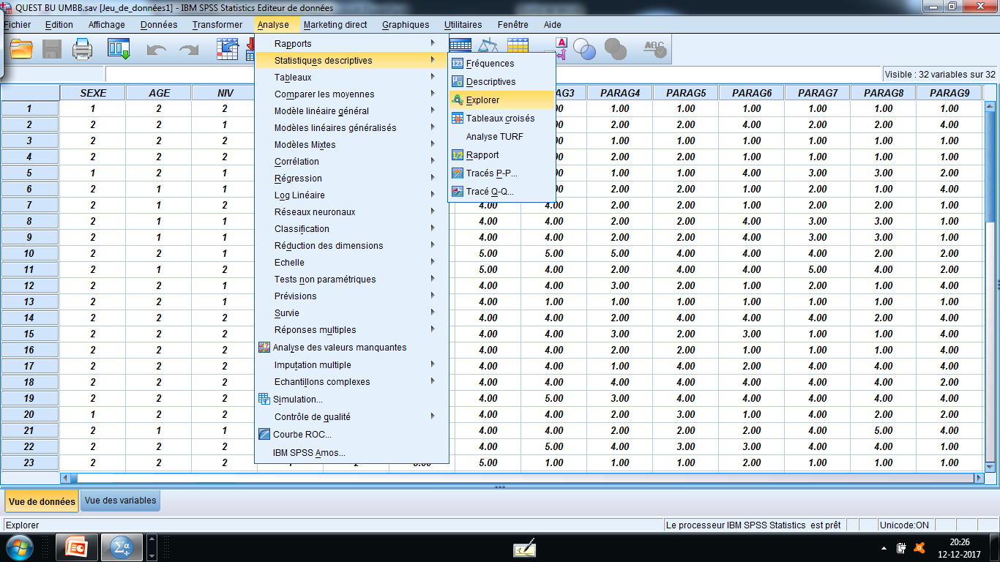 QUEST BU UMBB.sav [Jeu_de_données1] - IBM SPSS Statistics Editeur de données
Fichier Edition Affichage Données Transformer Analyse Marketing direct Graphiques Utilitaires Fenêtre Aide
Visible : 32 variables sur 32
Rapports
Statistiques descriptives
Tableaux
Comparer les moyennes
Modèle linéaire général
Modèles linéaires généralisés
Modèles Mixtes
Corrélation
Régression
Log Linéaire
Réseaux neuronaux
Classification
Réduction des dimensions
Echelle
Tests non paramétriques
Prévisions
Survie
Réponses multiples
Analyse des valeurs manquantes
Imputation multiple
Echantillons complexes
Simulation...
Contrôle de qualité
Courbe ROC...
IBM SPSS Amos...
Fréquences
Descriptives
Explorer
Tableaux croisés
Analyse TURF
Rapport
Tracés P-P...
Tracé Q-Q...
SEXE AGE NIV AG3 PARAG4 PARAG5 PARAG6 PARAG7 PARAG8 PARAG9
1 1 2 2 00 1.00 1.00 1.00 1.00 1.00 1.00
2 2 2 1 00 2.00 2.00 4.00 2.00 2.00 4.00
3 2 2 2 00 1.00 1.00 1.00 1.00 1.00 1.00
4 2 2 2 00 2.00 2.00 1.00 1.00 1.00 1.00
5 1 2 1 00 1.00 1.00 4.00 3.00 3.00 2.00
6 2 1 1 00 2.00 2.00 1.00 2.00 1.00 4.00
7 2 1 2 4.00 4.00 2.00 2.00 1.00 2.00 2.00 1.00
8 2 1 1 4.00 4.00 2.00 2.00 4.00 3.00 3.00 1.00
9 2 1 1 4.00 4.00 2.00 2.00 4.00 3.00 3.00 1.00
10 2 2 1 5.00 5.00 5.00 4.00 4.00 4.00 2.00 2.00
11 2 1 2 5.00 4.00 2.00 4.00 4.00 5.00 4.00 2.00
12 2 2 1 4.00 4.00 3.00 2.00 1.00 2.00 1.00 4.00
13 2 2 1 4.00 1.00 1.00 1.00 1.00 1.00 1.00 1.00
14 2 2 2 4.00 4.00 2.00 4.00 4.00 4.00 2.00 4.00
15 2 2 2 4.00 4.00 3.00 2.00 3.00 1.00 1.00 4.00
16 2 2 2 4.00 4.00 2.00 2.00 1.00 1.00 1.00 1.00
17 2 2 2 4.00 4.00 1.00 4.00 2.00 4.00 4.00 4.00
18 2 2 2 4.00 4.00 4.00 4.00 4.00 4.00 4.00 2.00
19 2 2 2 4.00 5.00 3.00 4.00 4.00 4.00 4.00 4.00
20 1 2 2 4.00 4.00 2.00 3.00 1.00 4.00 2.00 2.00
21 2 1 1 4.00 4.00 2.00 2.00 2.00 4.00 5.00 2.00
22 2 2 2 4.00 5.00 4.00 3.00 3.00 4.00 4.00 1.00
23 2 2 2 5.00 1.00 1.00 1.00 2.00 1.00 1.00 1.00
Vue de données Vue des variables
Explorer Le processeur IBM SPSS Statistics est prêt Unicode:ON
20:26
12-12-2017